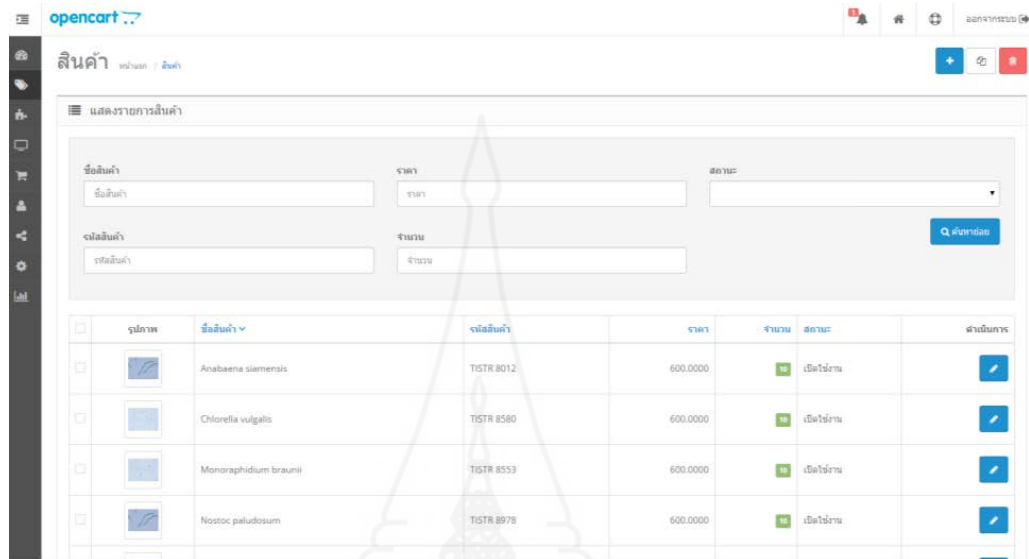 opencart
ออกจากระบบ
สินค้า
หน้าแรก / สินค้า
แสดงรายการสินค้า
ชื่อสินค้า ราคา สถานะ
ชื่อสินค้า ราคา
รหัสสินค้า จำนวน ค้นหาย่อย
รหัสสินค้า จำนวน
รูปภาพ ชื่อสินค้า รหัสสินค้า ราคา จำนวน สถานะ ดำเนินการ
Anabaena siamensis TISTR 8012 600.0000 10 เปิดใช้งาน
Chlorella vulgalis TISTR 8580 600.0000 10 เปิดใช้งาน
Monoraphidium braunii TISTR 8553 600.0000 10 เปิดใช้งาน
Nostoc paludosum TISTR 8978 600.0000 10 เปิดใช้งาน